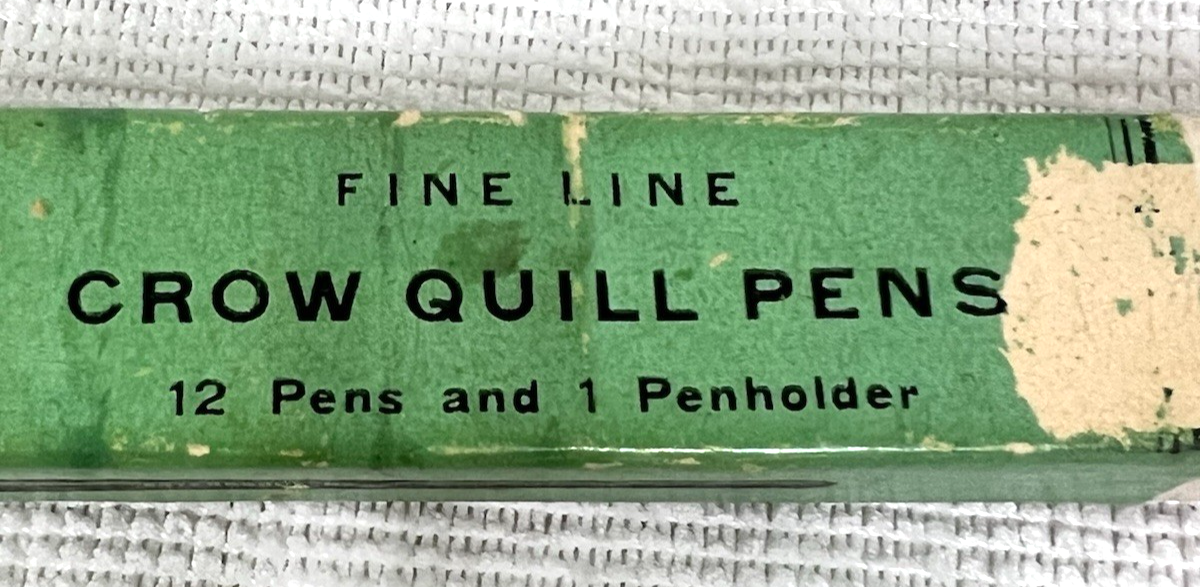 FINE LINE
CROW QUILL PENS
12 Pens and 1 Penholder